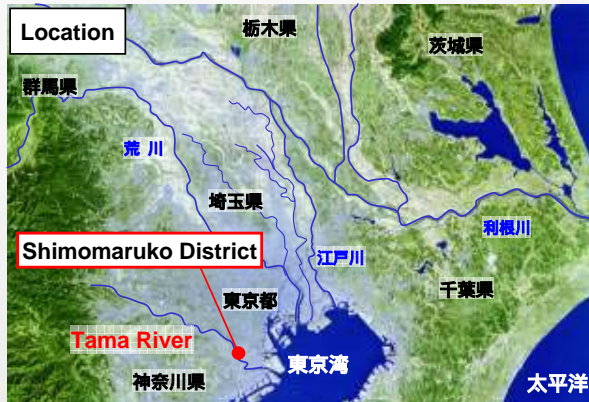 Location
栃木県
茨城県
群馬県
荒 川
埼玉県
Shimomaruko District
江戸川
利根川
千葉県
東京都
Tama River
東京湾
神奈川県
太平洋